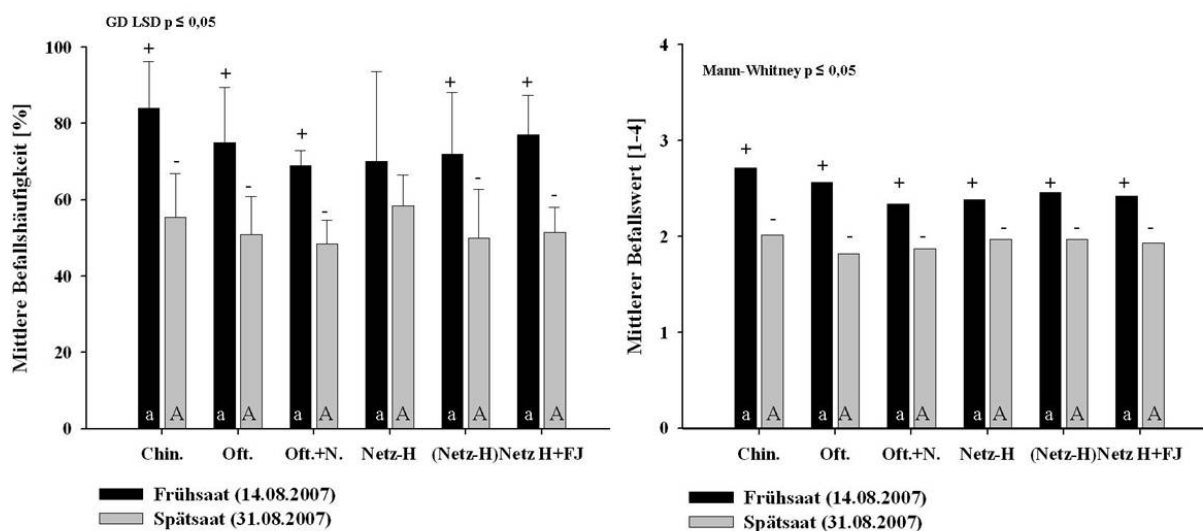 GD LSD p ≤ 0,05
Mittlere Befallshäufigkeit [%]
100
80
60
40
20
0
+ + + + +
- - - - -
a A a A a A a A a A a A
Chin. Oft. Oft.+N. Netz-H (Netz-H) Netz H+FJ
Frühsaat (14.08.2007)
Spätsaat (31.08.2007)
Mann-Whitney p ≤ 0,05
Mittlerer Befallswert [1-4]
4
3
2
1
0
+ + + + + +
- - - - - -
a A a A a A a A a A a A
Chin. Oft. Oft.+N. Netz-H (Netz-H) Netz H+FJ
Frühsaat (14.08.2007)
Spätsaat (31.08.2007)